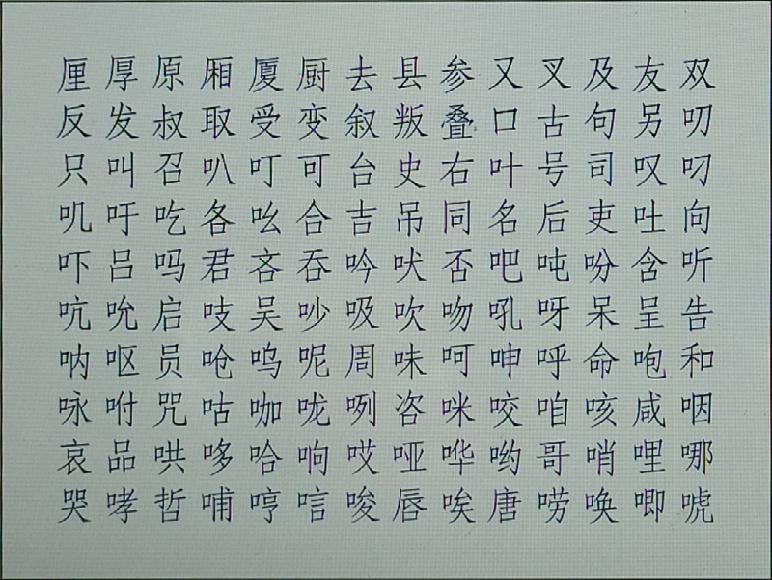 厘厚原厢厦厨去县参又叉及友双
反发叔取受变叙叛叠口古句另叨
只叫召叭叮可台史右叶号司叹叼
叽吁吃各吆合吉吊同名后吏吐向
吓吕吗君吝吞吟吠否吧吨吩含听
吭吮启吱吴吵吸吹吻吼呀呆呈告
呐呕员呛呜呢周味呵呻呼命咆和
咏咐咒咕咖咙咧咨咪咬咱咳咸咽
哀品哄哆哈响哎哑哗哟哥哨哩哪
哭哮哲哺哼唁唆唇唉唐唠唤唧唬